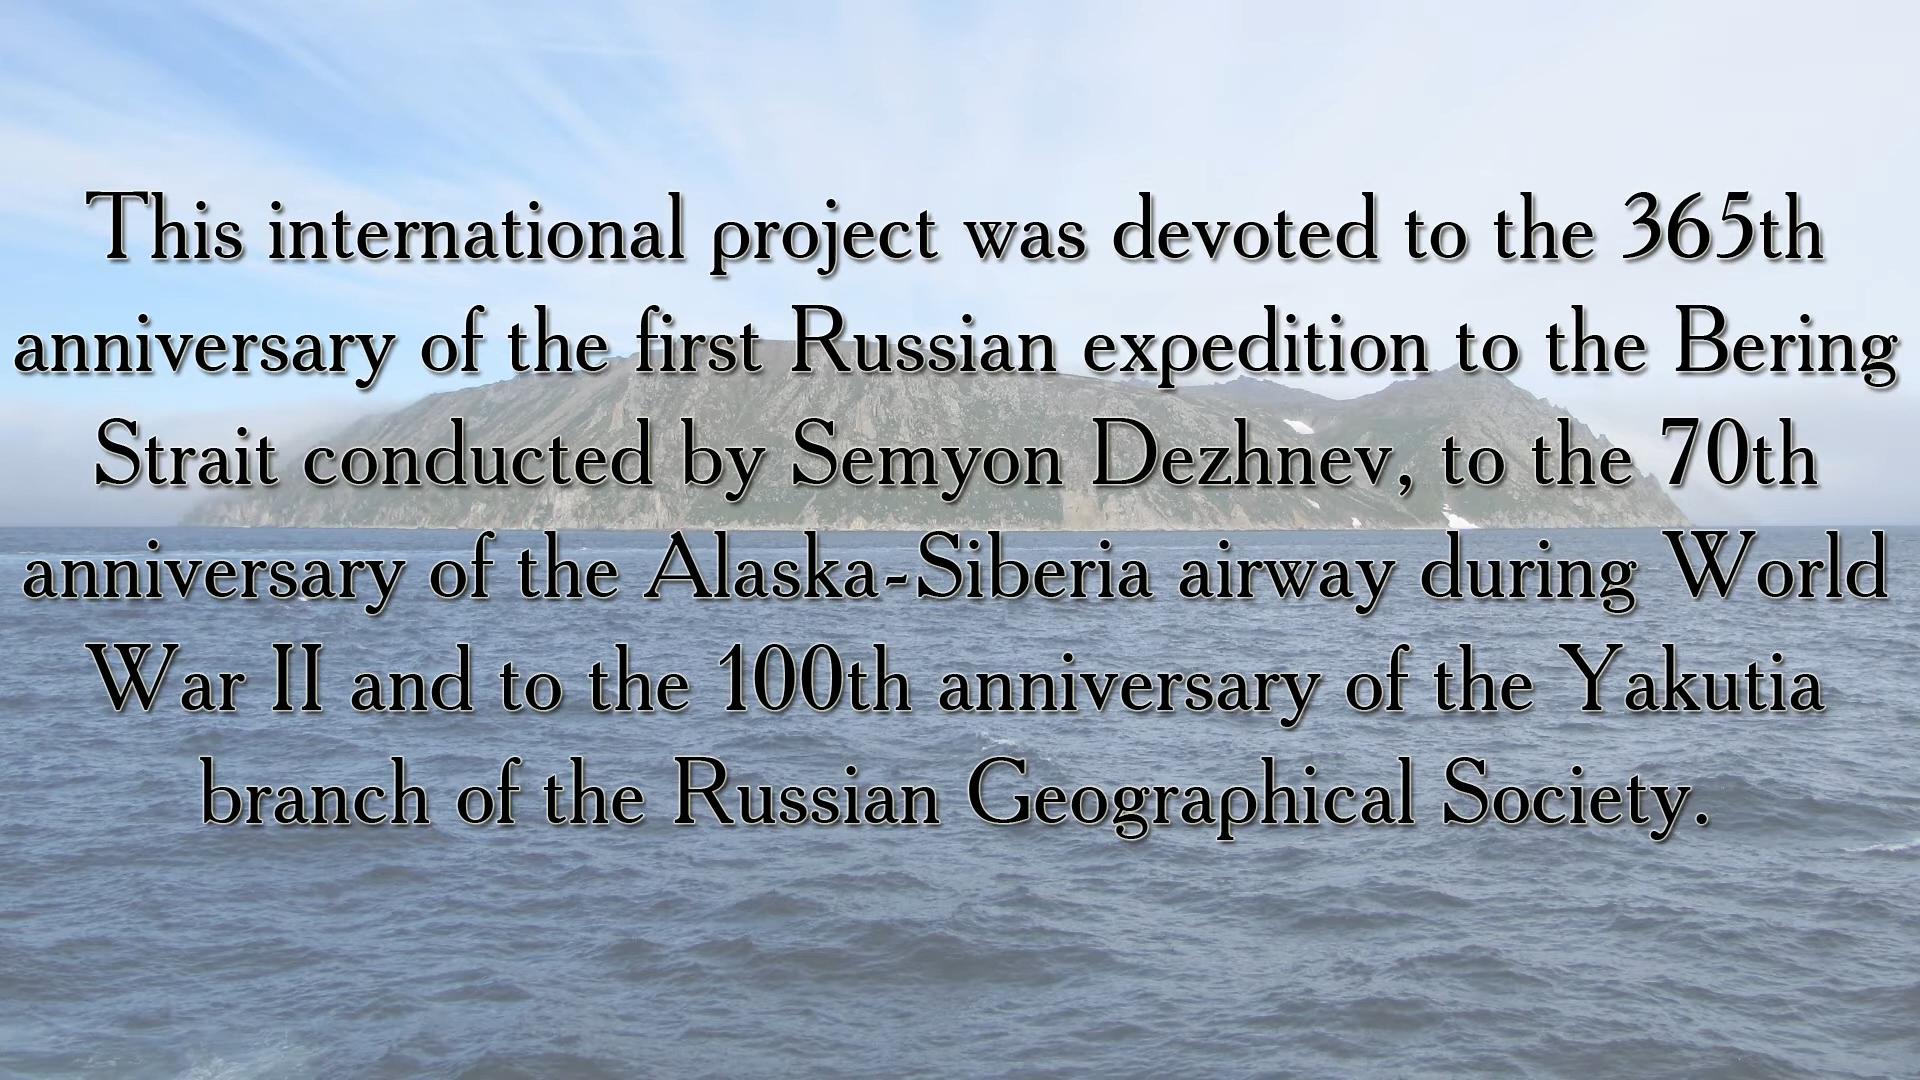 This international project was devoted to the 365th
anniversary of the first Russian expedition to the Bering
Strait conducted by Semyon Dezhnev, to the 70th
anniversary of the Alaska-Siberia airway during World
War II and to the 100th anniversary of the Yakutia
branch of the Russian Geographical Society.